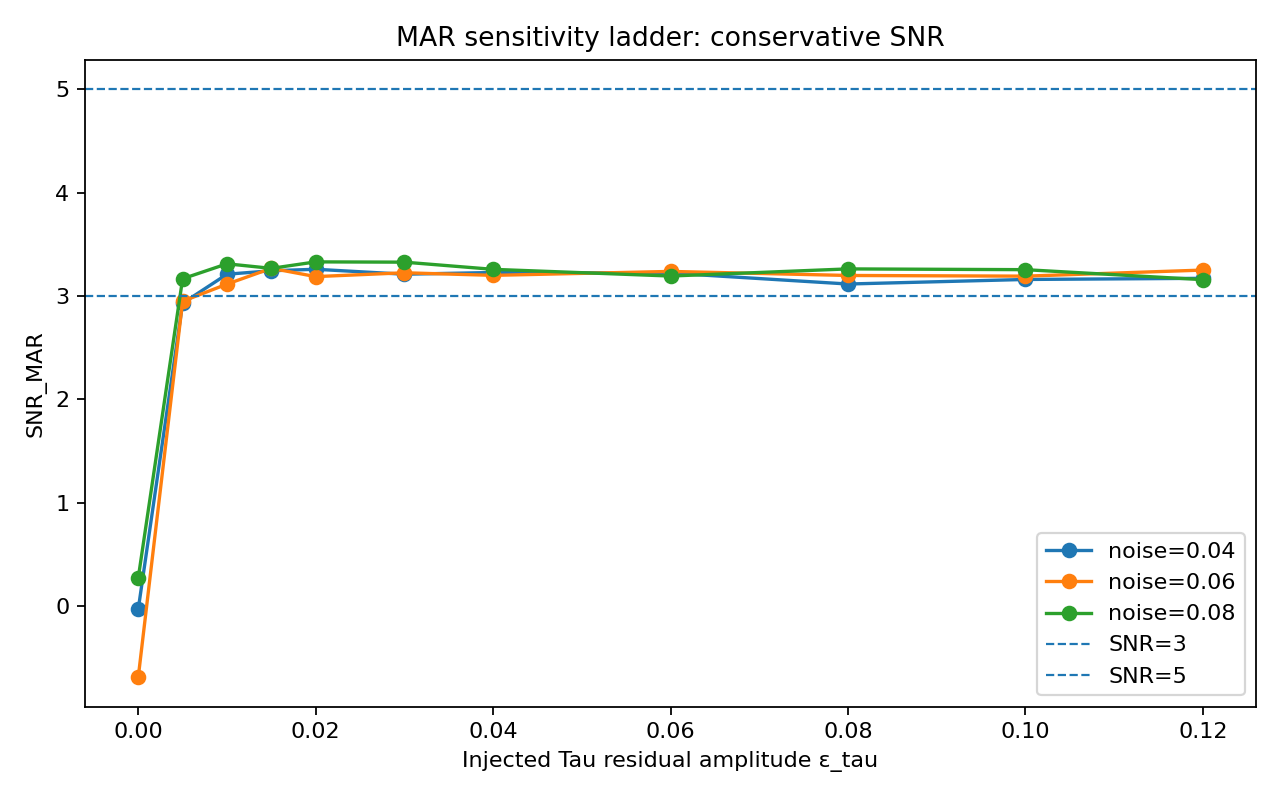 MAR sensitivity ladder: conservative SNR
SNR_MAR
5
4
3
2
1
0
0.00 0.02 0.04 0.06 0.08 0.10 0.12
Injected Tau residual amplitude ε_tau
noise=0.04
noise=0.06
noise=0.08
SNR=3
SNR=5